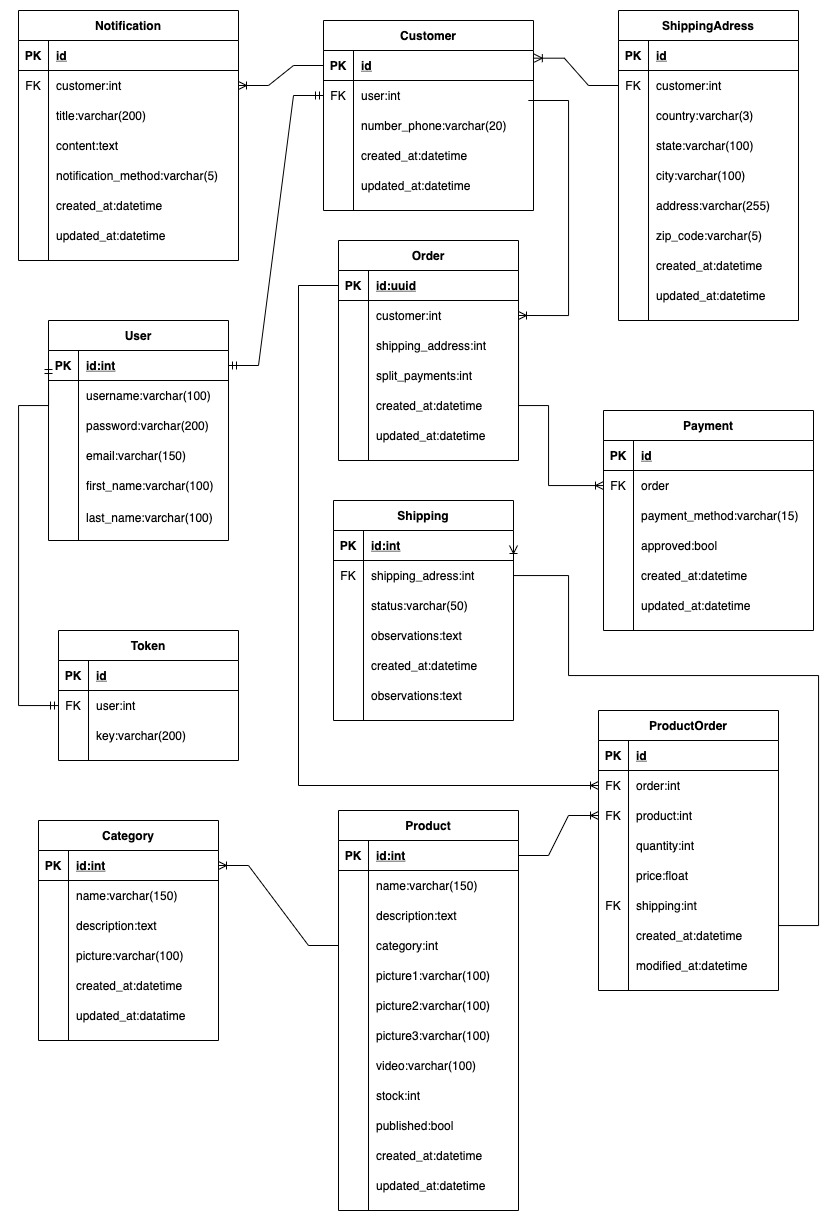 Notification
PK id
FK customer:int
title:varchar(200)
content:text
notification_method:varchar(5)
created_at:datetime
updated_at:datetime
Customer
PK id
FK user:int
number_phone:varchar(20)
created_at:datetime
updated_at:datetime
ShippingAdress
PK id
FK customer:int
country:varchar(3)
state:varchar(100)
city:varchar(100)
address:varchar(255)
zip_code:varchar(5)
created_at:datetime
updated_at:datetime
Order
PK id:uuid
customer:int
shipping_address:int
split_payments:int
created_at:datetime
updated_at:datetime
User
PK id:int
username:varchar(100)
password:varchar(200)
email:varchar(150)
first_name:varchar(100)
last_name:varchar(100)
Payment
PK id
FK order
payment_method:varchar(15)
approved:bool
created_at:datetime
updated_at:datetime
Shipping
PK id:int
FK shipping_adress:int
status:varchar(50)
observations:text
created_at:datetime
observations:text
Token
PK id
FK user:int
key:varchar(200)
ProductOrder
PK id
FK order:int
FK product:int
quantity:int
price:float
FK shipping:int
created_at:datetime
modified_at:datetime
Category
PK id:int
name:varchar(150)
description:text
picture:varchar(100)
created_at:datetime
updated_at:datatime
Product
PK id:int
name:varchar(150)
description:text
category:int
picture1:varchar(100)
picture2:varchar(100)
picture3:varchar(100)
video:varchar(100)
stock:int
published:bool
created_at:datetime
updated_at:datetime